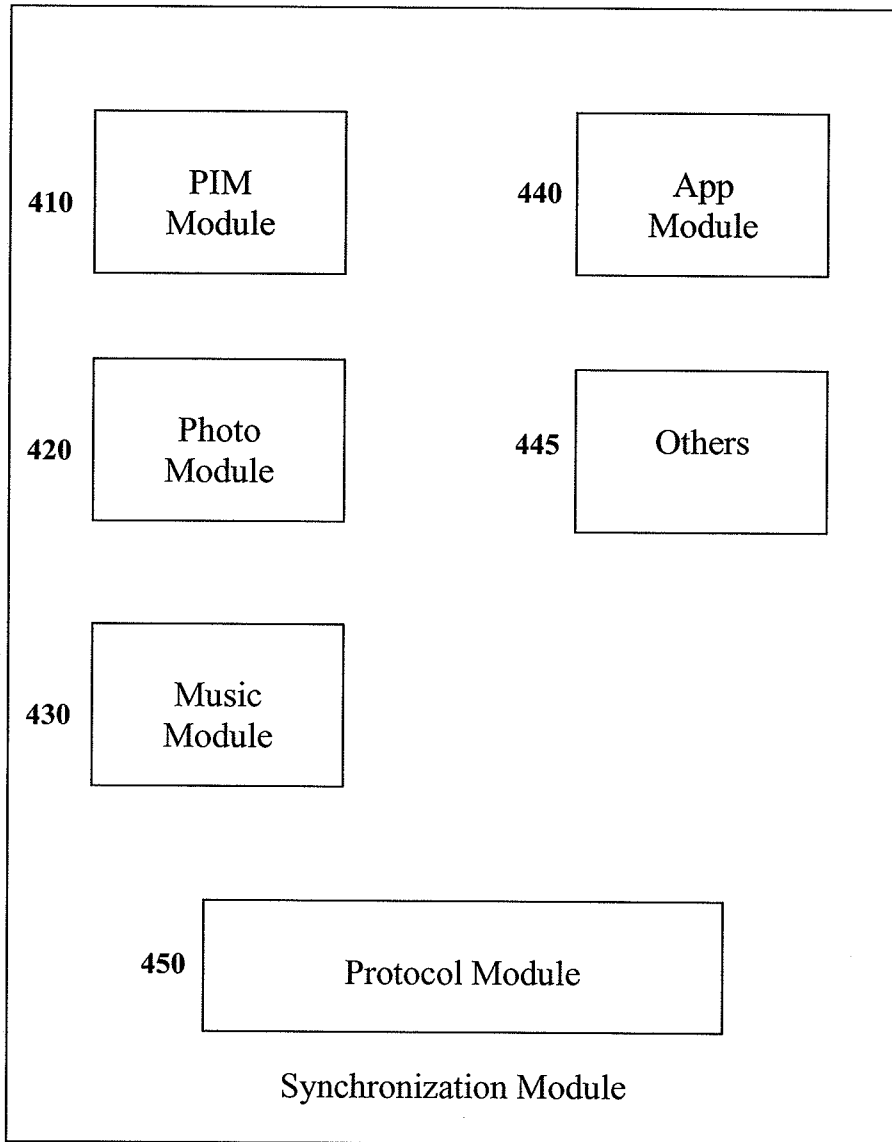 410
PIM
Module
440
App
Module
420
Photo
Module
445
Others
430
Music
Module
450
Protocol Module
Synchronization Module